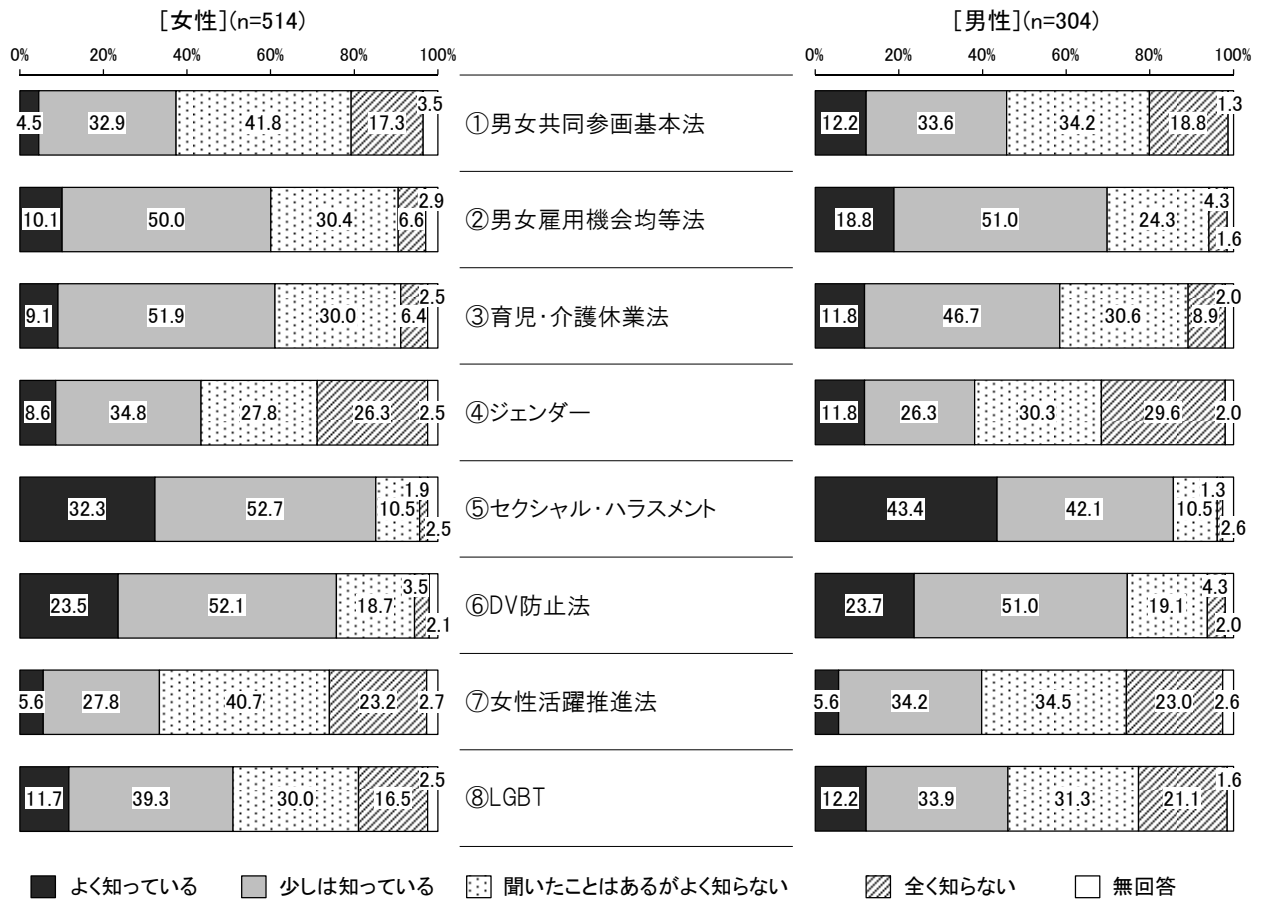 ［女性］(n=514)
［男性］(n=304)
0% 20% 40% 60% 80% 100%
0% 20% 40% 60% 80% 100%
4.5 32.9 41.8 17.3 3.5
①男女共同参画基本法
12.2 33.6 34.2 18.8 1.3
10.1 50.0 30.4 6.6 2.9
②男女雇用機会均等法
18.8 51.0 24.3 4.3 1.6
9.1 51.9 30.0 6.4 2.5
③育児・介護休業法
11.8 46.7 30.6 8.9 2.0
8.6 34.8 27.8 26.3 2.5
④ジェンダー
11.8 26.3 30.3 29.6 2.0
32.3 52.7 10.5 1.9 2.5
⑤セクシャル・ハラスメント
43.4 42.1 10.5 1.3 2.6
23.5 52.1 18.7 3.5 2.1
⑥DV防止法
23.7 51.0 19.1 4.3 2.0
5.6 27.8 40.7 23.2 2.7
⑦女性活躍推進法
5.6 34.2 34.5 23.0 2.6
11.7 39.3 30.0 16.5 2.5
⑧LGBT
12.2 33.9 31.3 21.1 1.6
よく知っている 少しは知っている 聞いたことはあるがよく知らない 全く知らない 無回答